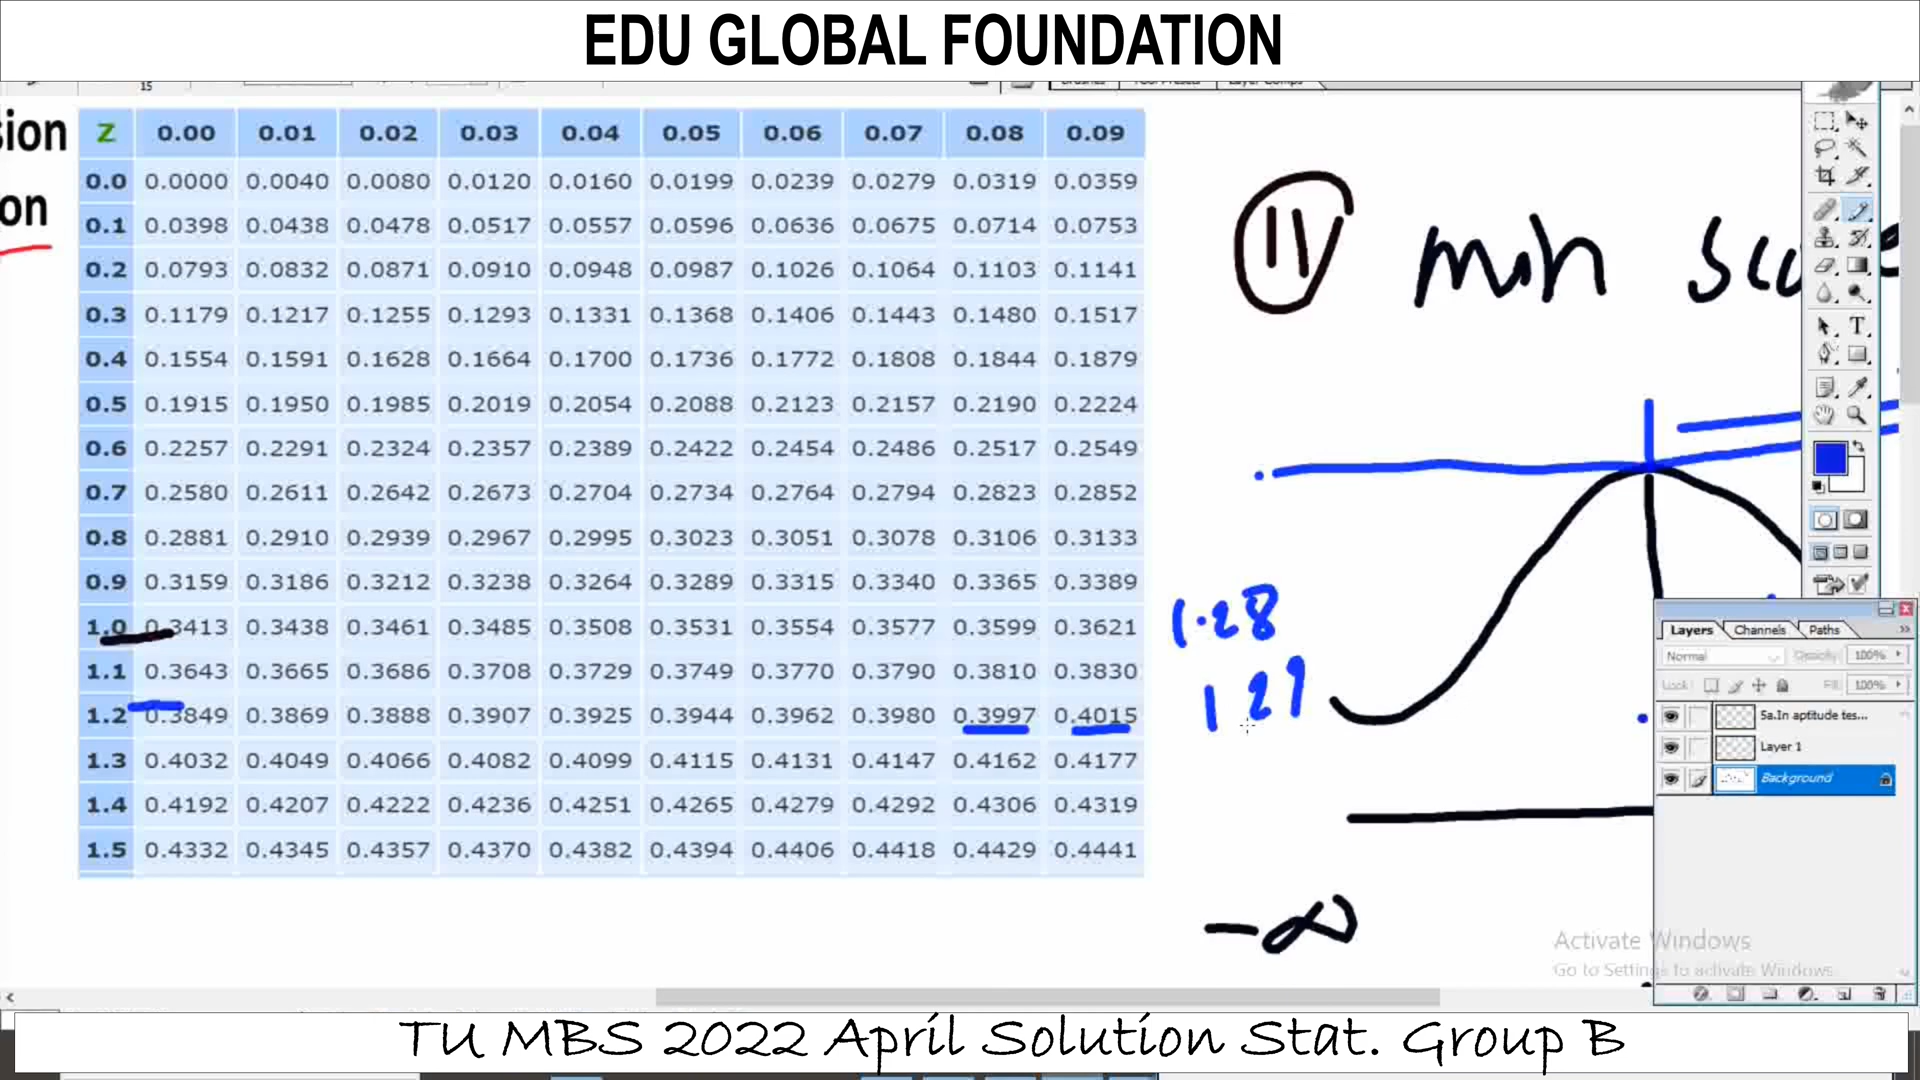 EDU GLOBAL FOUNDATION
15
sion
on
Z 0.00 0.01 0.02 0.03 0.04 0.05 0.06 0.07 0.08 0.09
0.0 0.0000 0.0040 0.0080 0.0120 0.0160 0.0199 0.0239 0.0279 0.0319 0.0359
0.1 0.0398 0.0438 0.0478 0.0517 0.0557 0.0596 0.0636 0.0675 0.0714 0.0753
0.2 0.0793 0.0832 0.0871 0.0910 0.0948 0.0987 0.1026 0.1064 0.1103 0.1141
0.3 0.1179 0.1217 0.1255 0.1293 0.1331 0.1368 0.1406 0.1443 0.1480 0.1517
0.4 0.1554 0.1591 0.1628 0.1664 0.1700 0.1736 0.1772 0.1808 0.1844 0.1879
0.5 0.1915 0.1950 0.1985 0.2019 0.2054 0.2088 0.2123 0.2157 0.2190 0.2224
0.6 0.2257 0.2291 0.2324 0.2357 0.2389 0.2422 0.2454 0.2486 0.2517 0.2549
0.7 0.2580 0.2611 0.2642 0.2673 0.2704 0.2734 0.2764 0.2794 0.2823 0.2852
0.8 0.2881 0.2910 0.2939 0.2967 0.2995 0.3023 0.3051 0.3078 0.3106 0.3133
0.9 0.3159 0.3186 0.3212 0.3238 0.3264 0.3289 0.3315 0.3340 0.3365 0.3389
1.0 0.3413 0.3438 0.3461 0.3485 0.3508 0.3531 0.3554 0.3577 0.3599 0.3621
1.1 0.3643 0.3665 0.3686 0.3708 0.3729 0.3749 0.3770 0.3790 0.3810 0.3830
1.2 0.3849 0.3869 0.3888 0.3907 0.3925 0.3944 0.3962 0.3980 0.3997 0.4015
1.3 0.4032 0.4049 0.4066 0.4082 0.4099 0.4115 0.4131 0.4147 0.4162 0.4177
1.4 0.4192 0.4207 0.4222 0.4236 0.4251 0.4265 0.4279 0.4292 0.4306 0.4319
1.5 0.4332 0.4345 0.4357 0.4370 0.4382 0.4394 0.4406 0.4418 0.4429 0.4441
11 min
1.28
1 29
-∞
Layers Channels Paths
Normal Opacity: 100%
Lock: Fill: 100%
5a.In aptitude tes...
Layer 1
Background
Activate Windows
Go to Settings to activate Windows.
TU MBS 2022 April Solution Stat. Group B